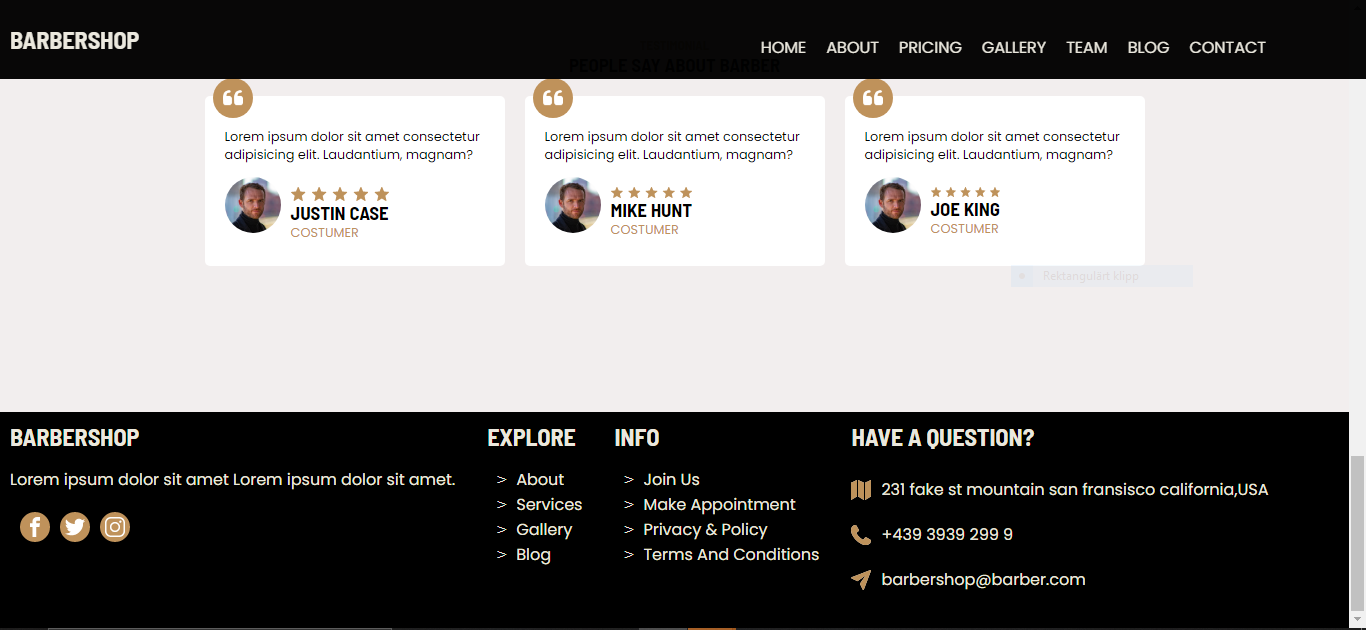 BARBERSHOP
HOME ABOUT PRICING GALLERY TEAM BLOG CONTACT
PEOPLE SAY ABOUT BARBER
Lorem ipsum dolor sit amet consectetur
adipisicing elit. Laudantium, magnam?
JUSTIN CASE
COSTUMER
Lorem ipsum dolor sit amet consectetur
adipisicing elit. Laudantium, magnam?
MIKE HUNT
COSTUMER
Lorem ipsum dolor sit amet consectetur
adipisicing elit. Laudantium, magnam?
JOE KING
COSTUMER
Rektangulärt klipp
BARBERSHOP
Lorem ipsum dolor sit amet Lorem ipsum dolor sit amet.
EXPLORE
> About
> Services
> Gallery
> Blog
INFO
> Join Us
> Make Appointment
> Privacy & Policy
> Terms And Conditions
HAVE A QUESTION?
231 fake st mountain san fransisco california,USA
+439 3939 299 9
barbershop@barber.com